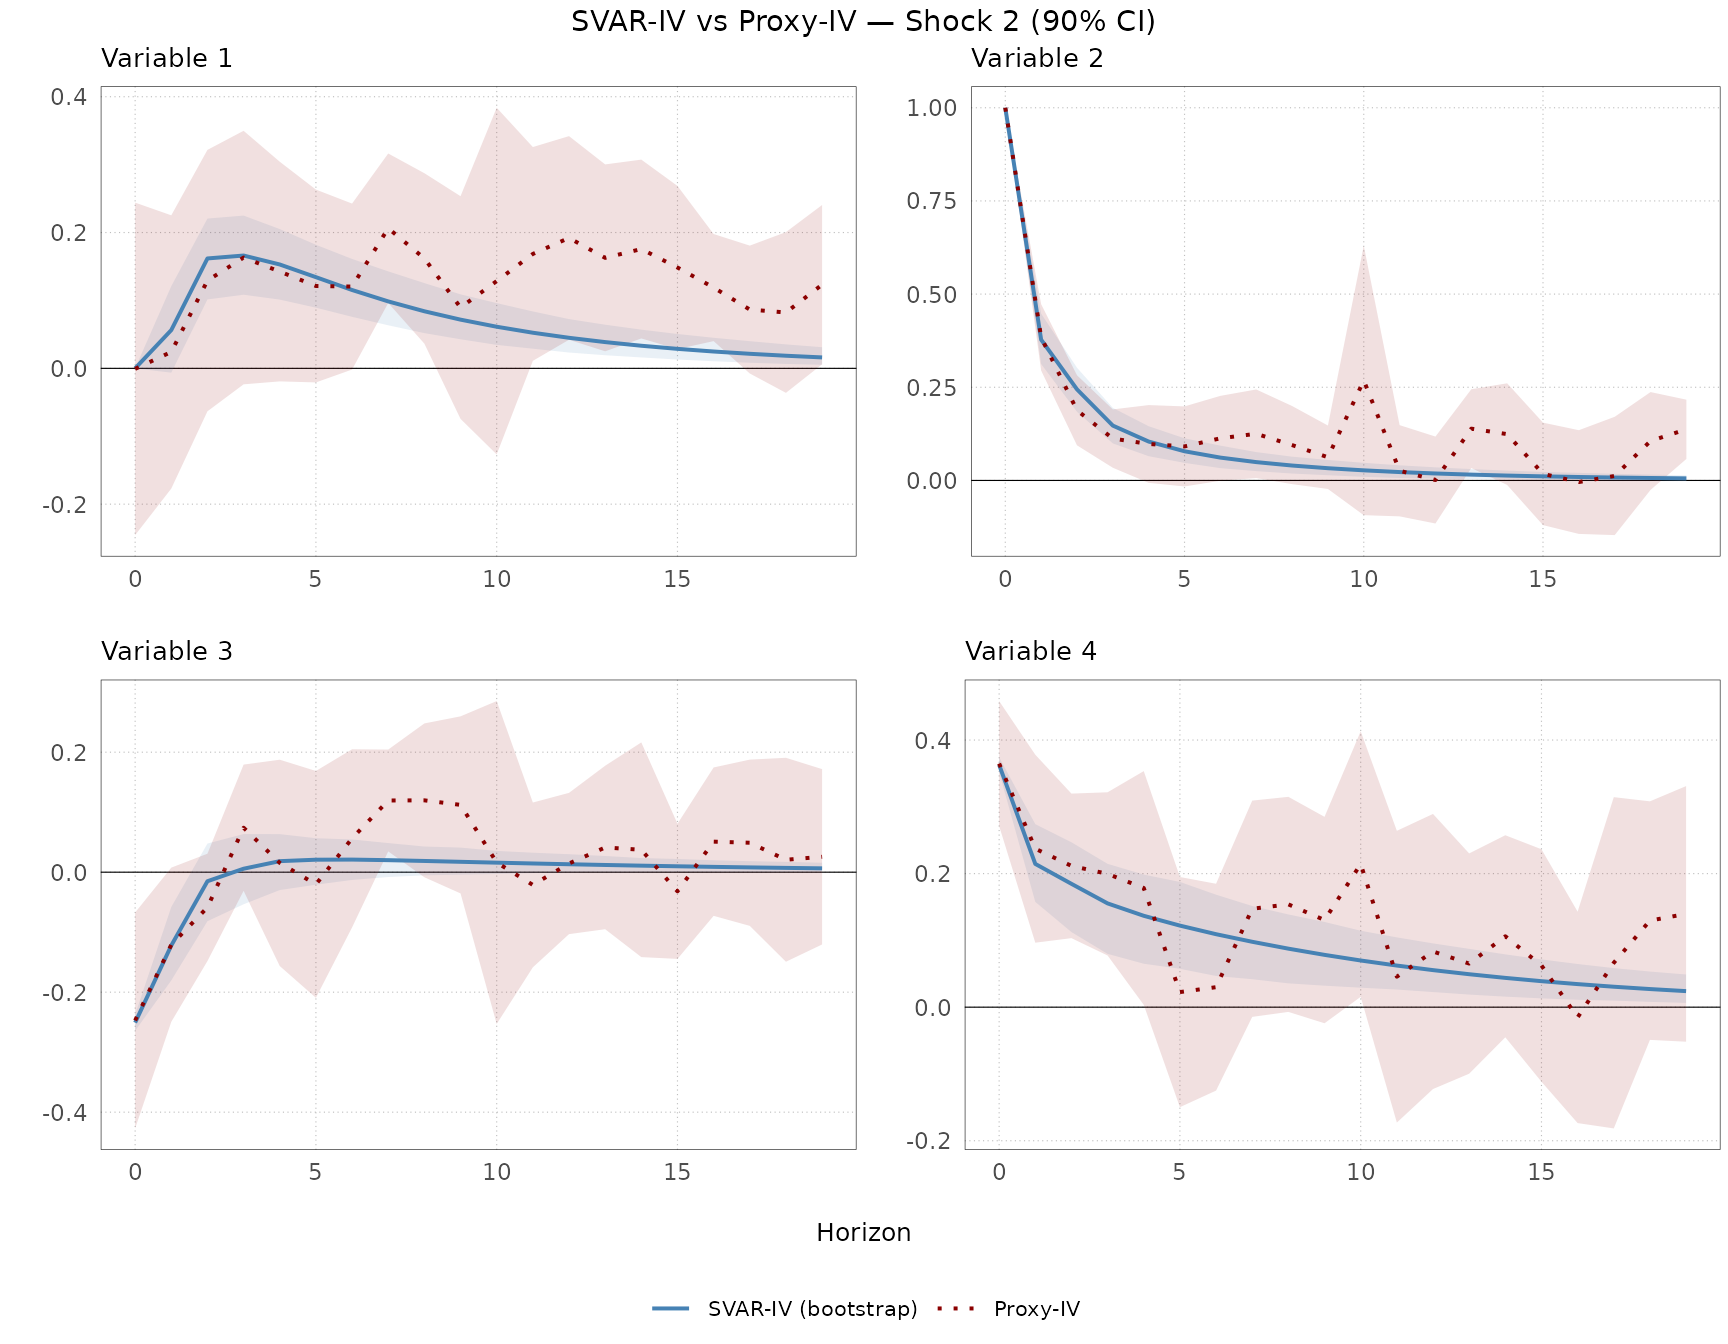 SVAR-IV vs Proxy-IV — Shock 2 (90% CI)
Variable 1
0.4
0.2
0.0
-0.2
0 5 10 15
Variable 2
1.00
0.75
0.50
0.25
0.00
0 5 10 15
Variable 3
0.2
0.0
-0.2
-0.4
0 5 10 15
Variable 4
0.4
0.2
0.0
-0.2
0 5 10 15
Horizon
SVAR-IV (bootstrap) Proxy-IV